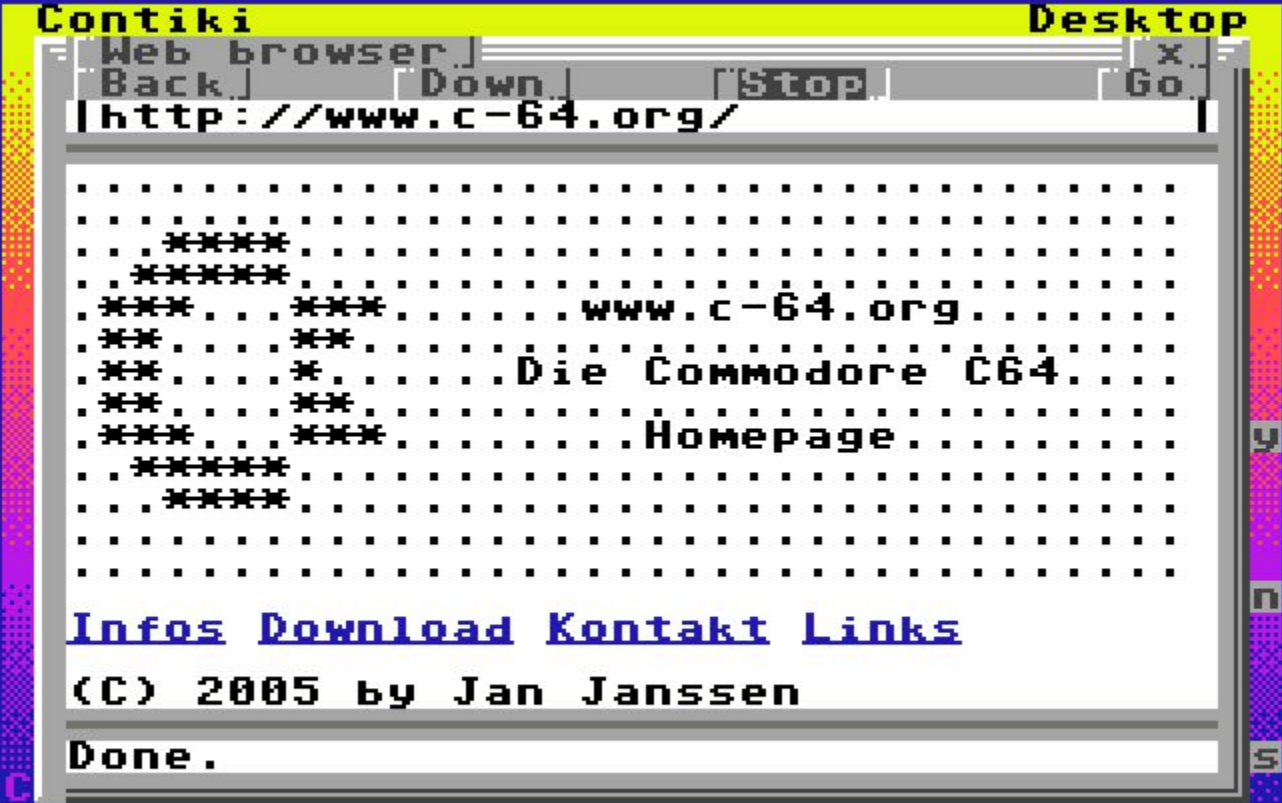 Contiki Desktop
Web browser x
Back Down Stop Go
http://www.c-64.org/
...................................
...................................
...****............................
..*****............................
.***...***......www.c-64.org.......
.**....**..........................
.**....*......Die Commodore C64....
.**....**..........................
.***...***........Homepage.........
..*****............................
...****............................
...................................
...................................
Infos Download Kontakt Links
(C) 2005 by Jan Janssen
Done.
y
n
s
C